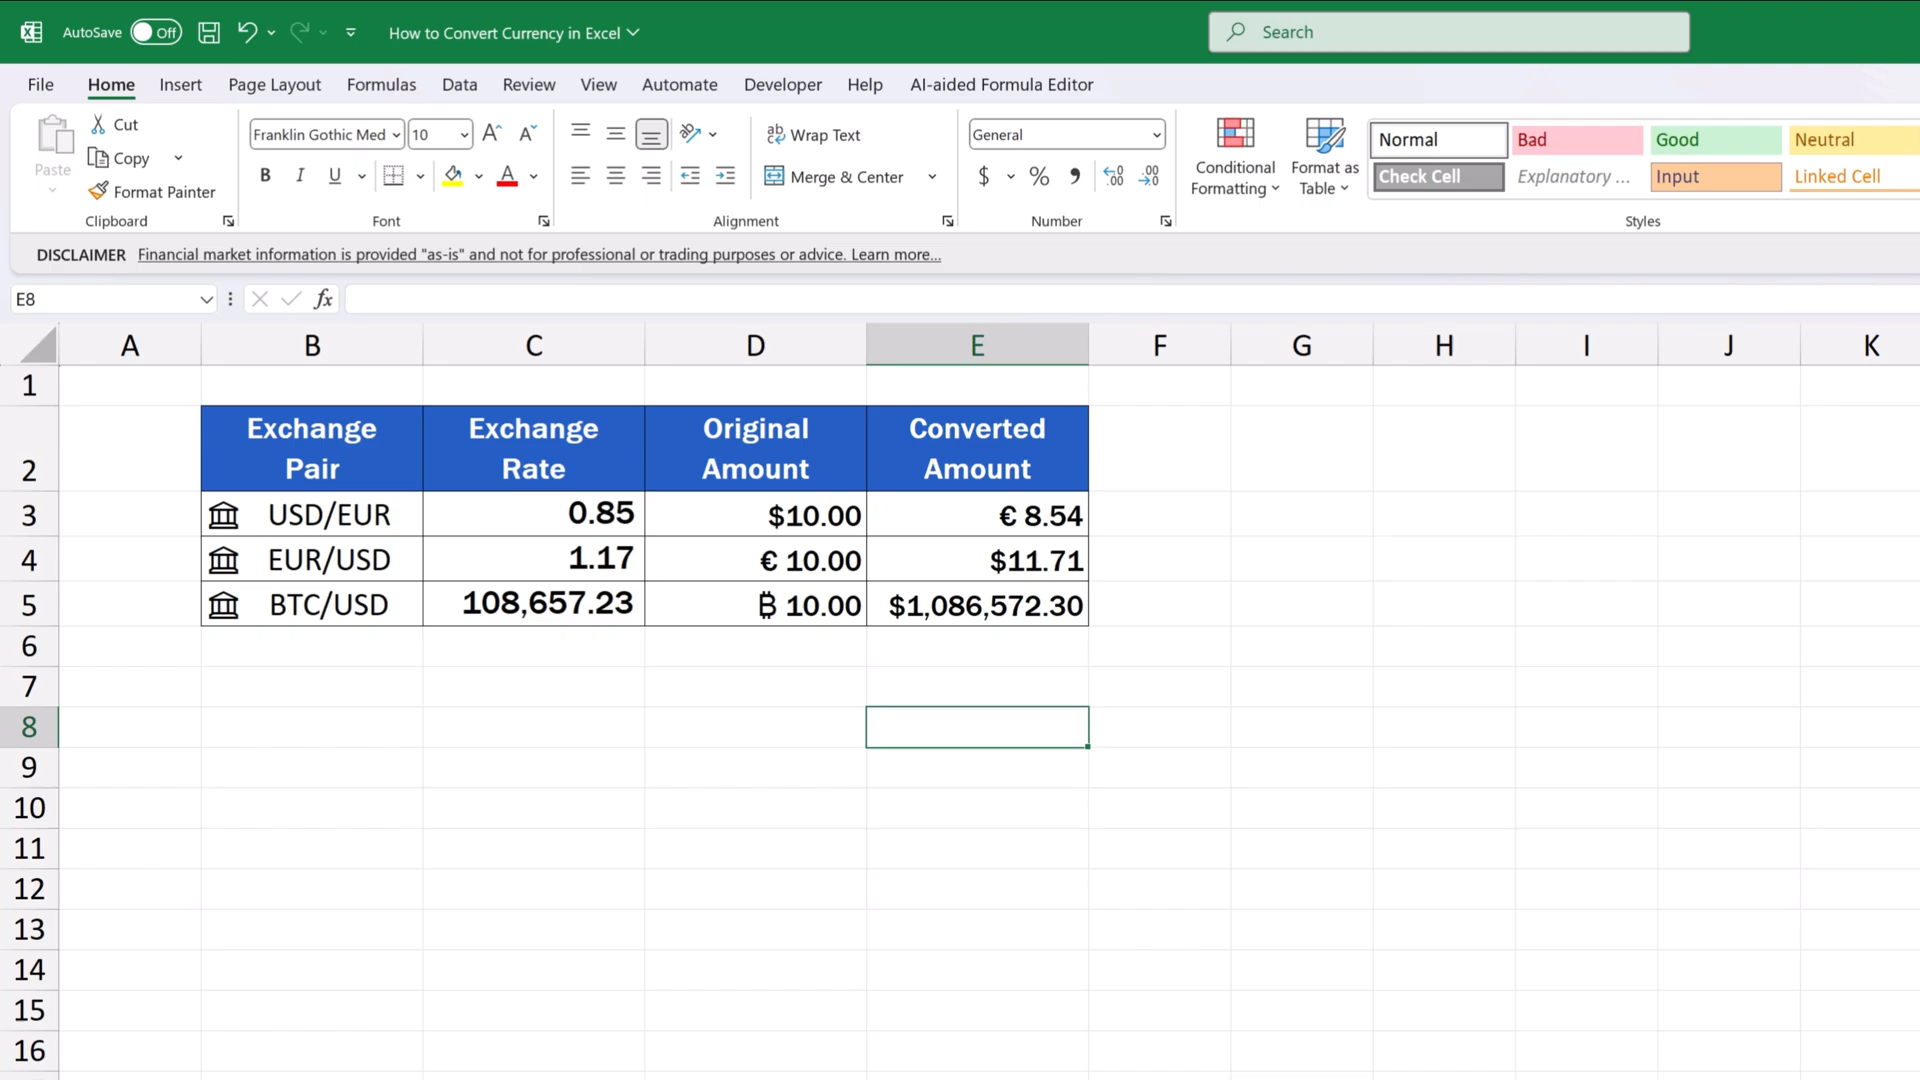 AutoSave Off How to Convert Currency in Excel Search
File Home Insert Page Layout Formulas Data Review View Automate Developer Help AI-aided Formula Editor
Paste
Cut
Copy
Format Painter
Clipboard
Franklin Gothic Med 10
B I U
Font
Wrap Text
Merge & Center
Alignment
General
$ % 9
Number
Conditional Formatting
Format as Table
Normal Bad Good Neutral
Check Cell Explanatory ... Input Linked Cell
Styles
DISCLAIMER Financial market information is provided "as-is" and not for professional or trading purposes or advice. Learn more...
E8 fx
A B C D E F G H I J K
1
2 Exchange Pair Exchange Rate Original Amount Converted Amount
3 USD/EUR 0.85 $10.00 € 8.54
4 EUR/USD 1.17 € 10.00 $11.71
5 BTC/USD 108,657.23 ₿ 10.00 $1,086,572.30
6
7
8
9
10
11
12
13
14
15
16